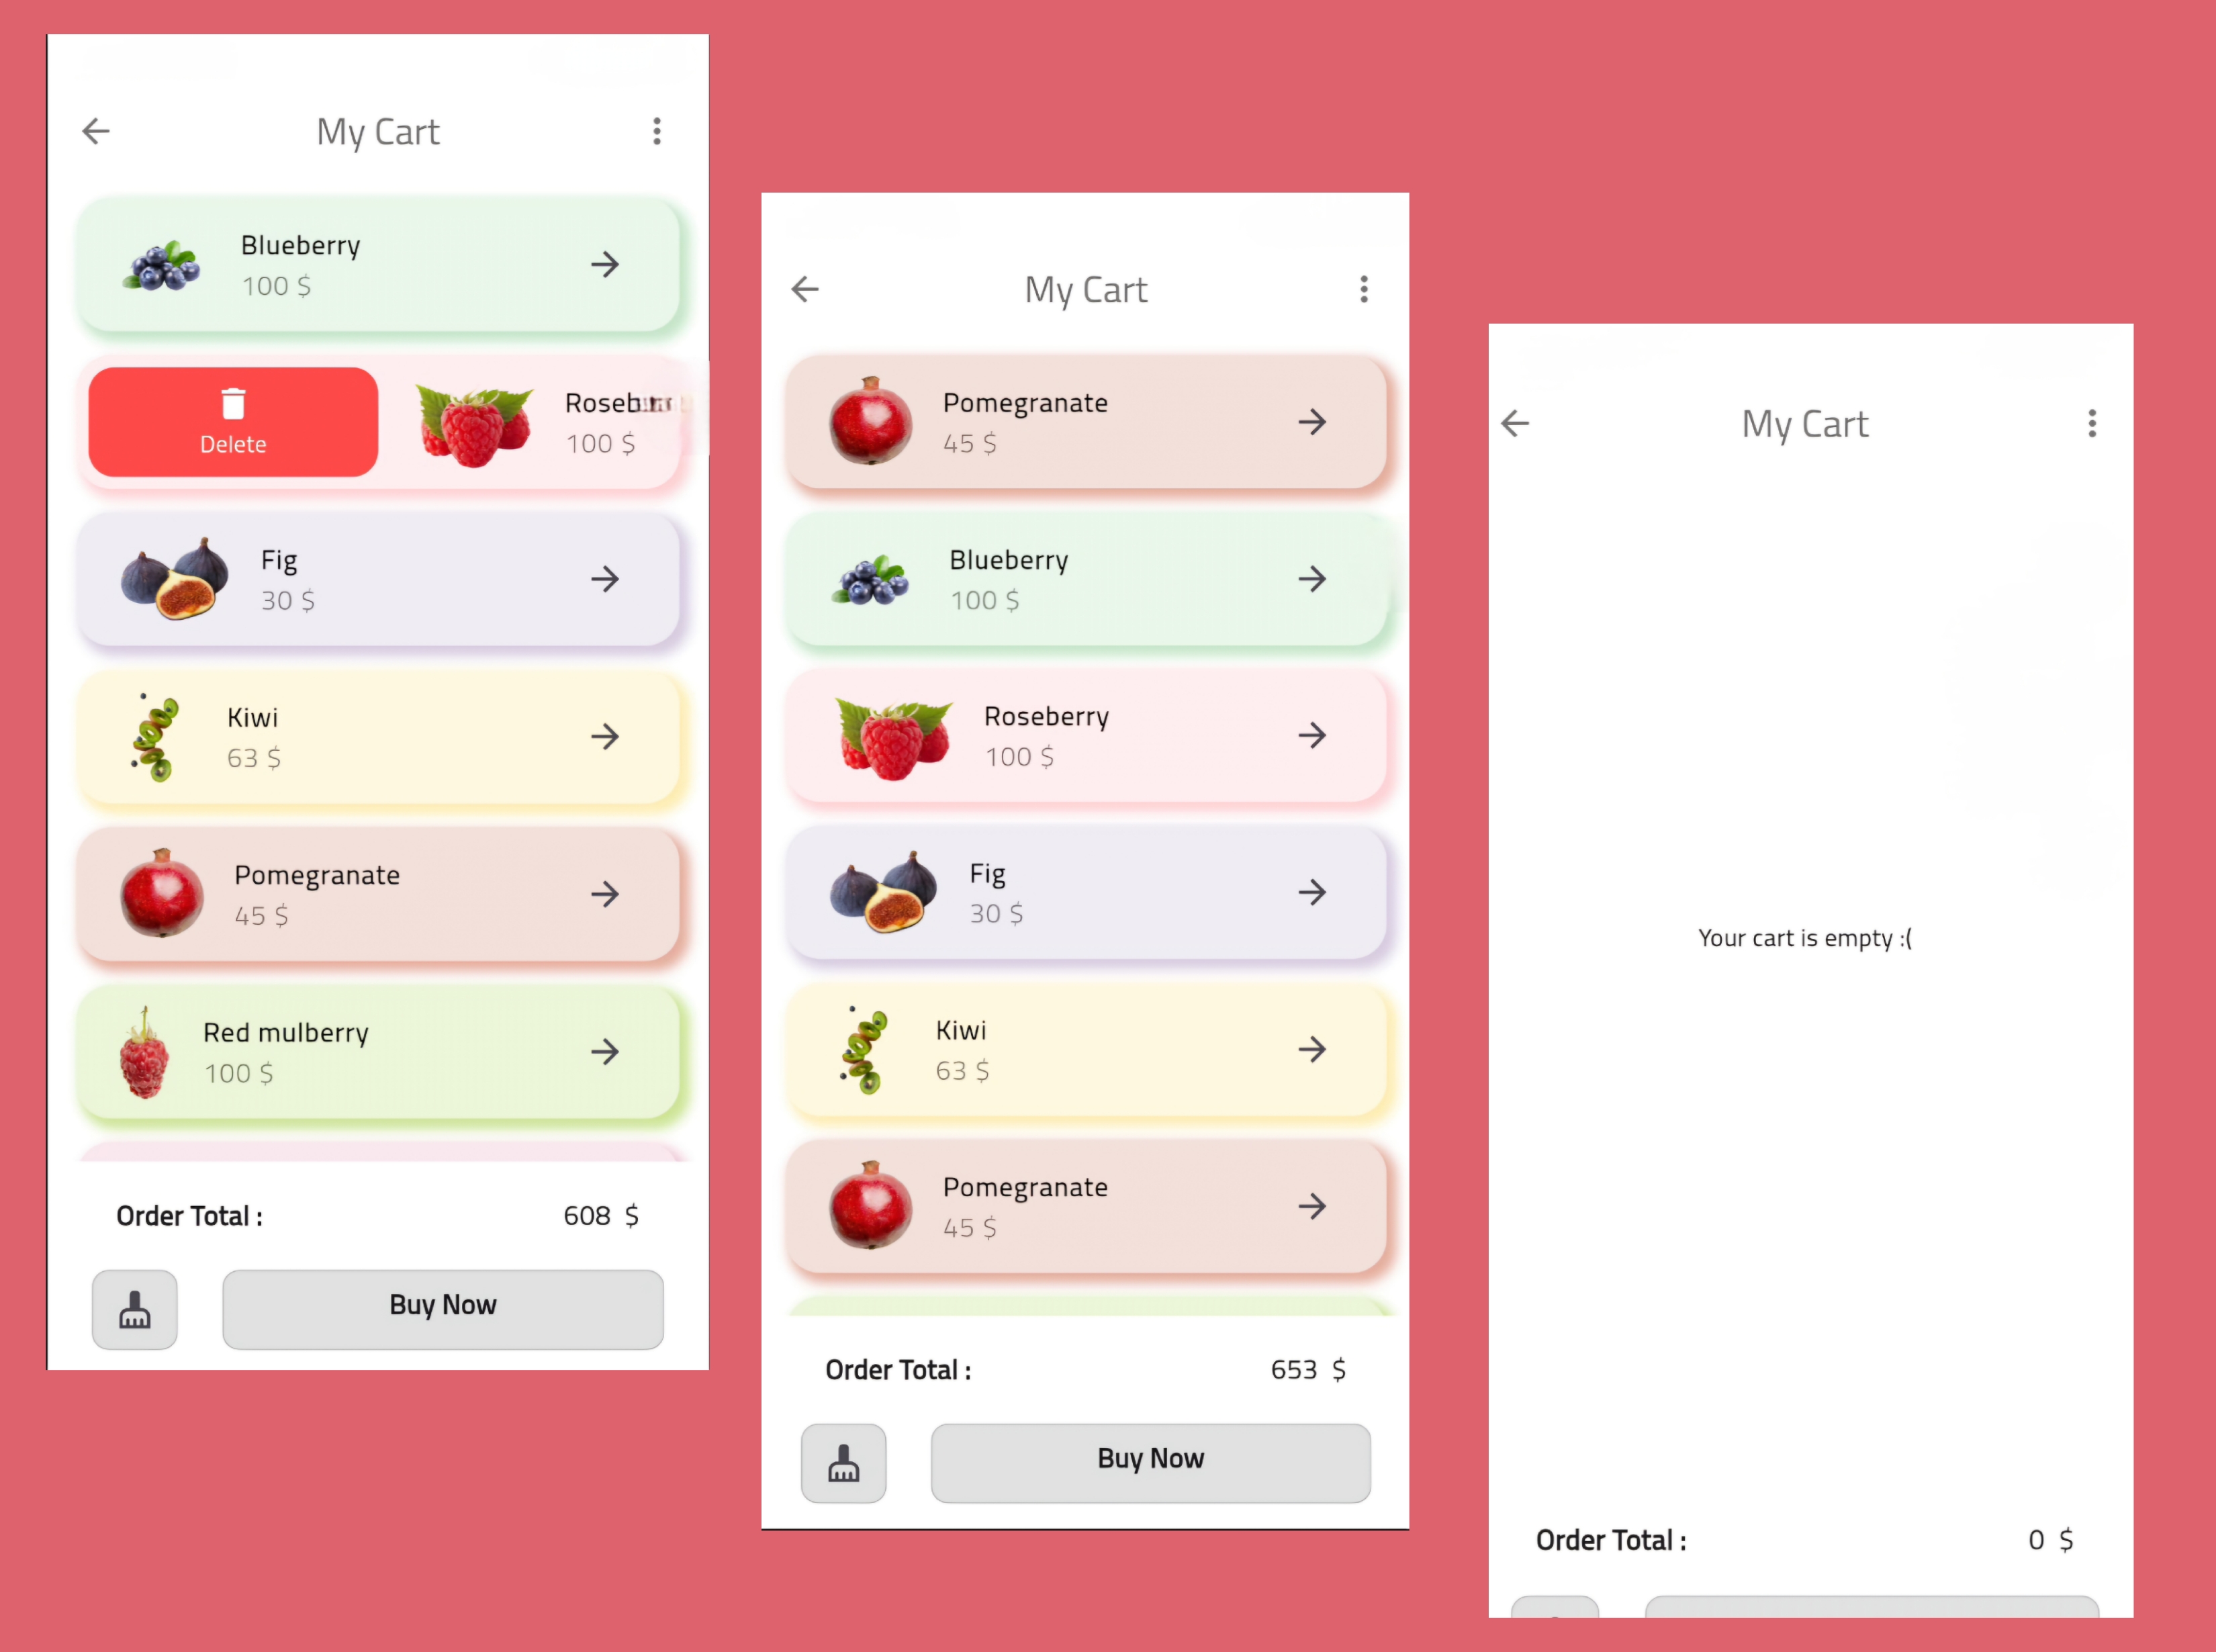 My Cart
Blueberry
100 $
Delete
100 $
Fig
30 $
Kiwi
63 $
Pomegranate
45 $
Red mulberry
100 $
Order Total :
608 $
Buy Now
My Cart
Pomegranate
45 $
Blueberry
100 $
Roseberry
100 $
Fig
30 $
Kiwi
63 $
Pomegranate
45 $
Order Total :
653 $
Buy Now
My Cart
Your cart is empty :(
Order Total :
0 $